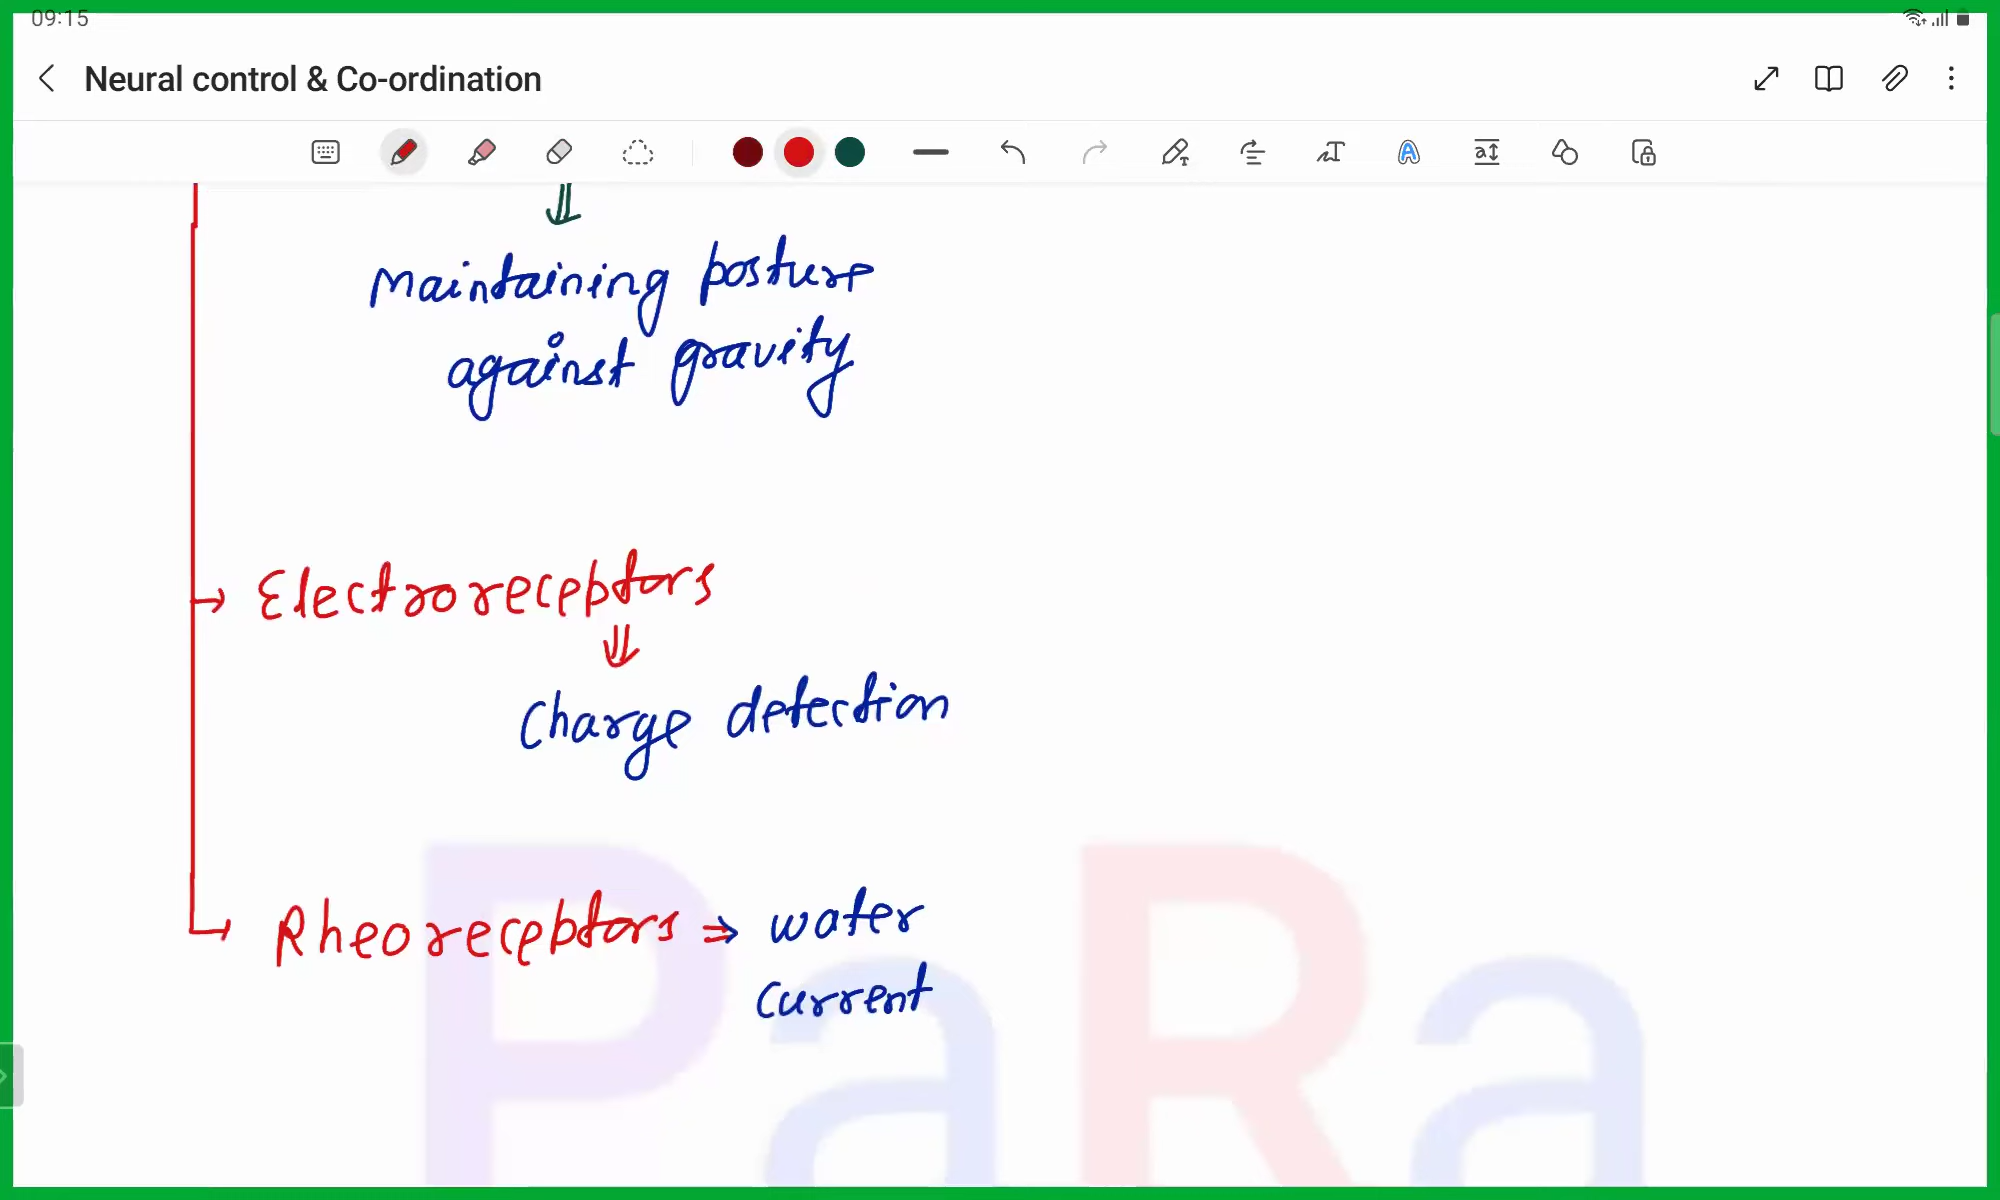 09:15
Neural control & Co-ordination
Maintaining posture
against gravity
→ Electroreceptors
⇓
Charge detection
→ Rheoreceptors ⇒ water
current
PaRa